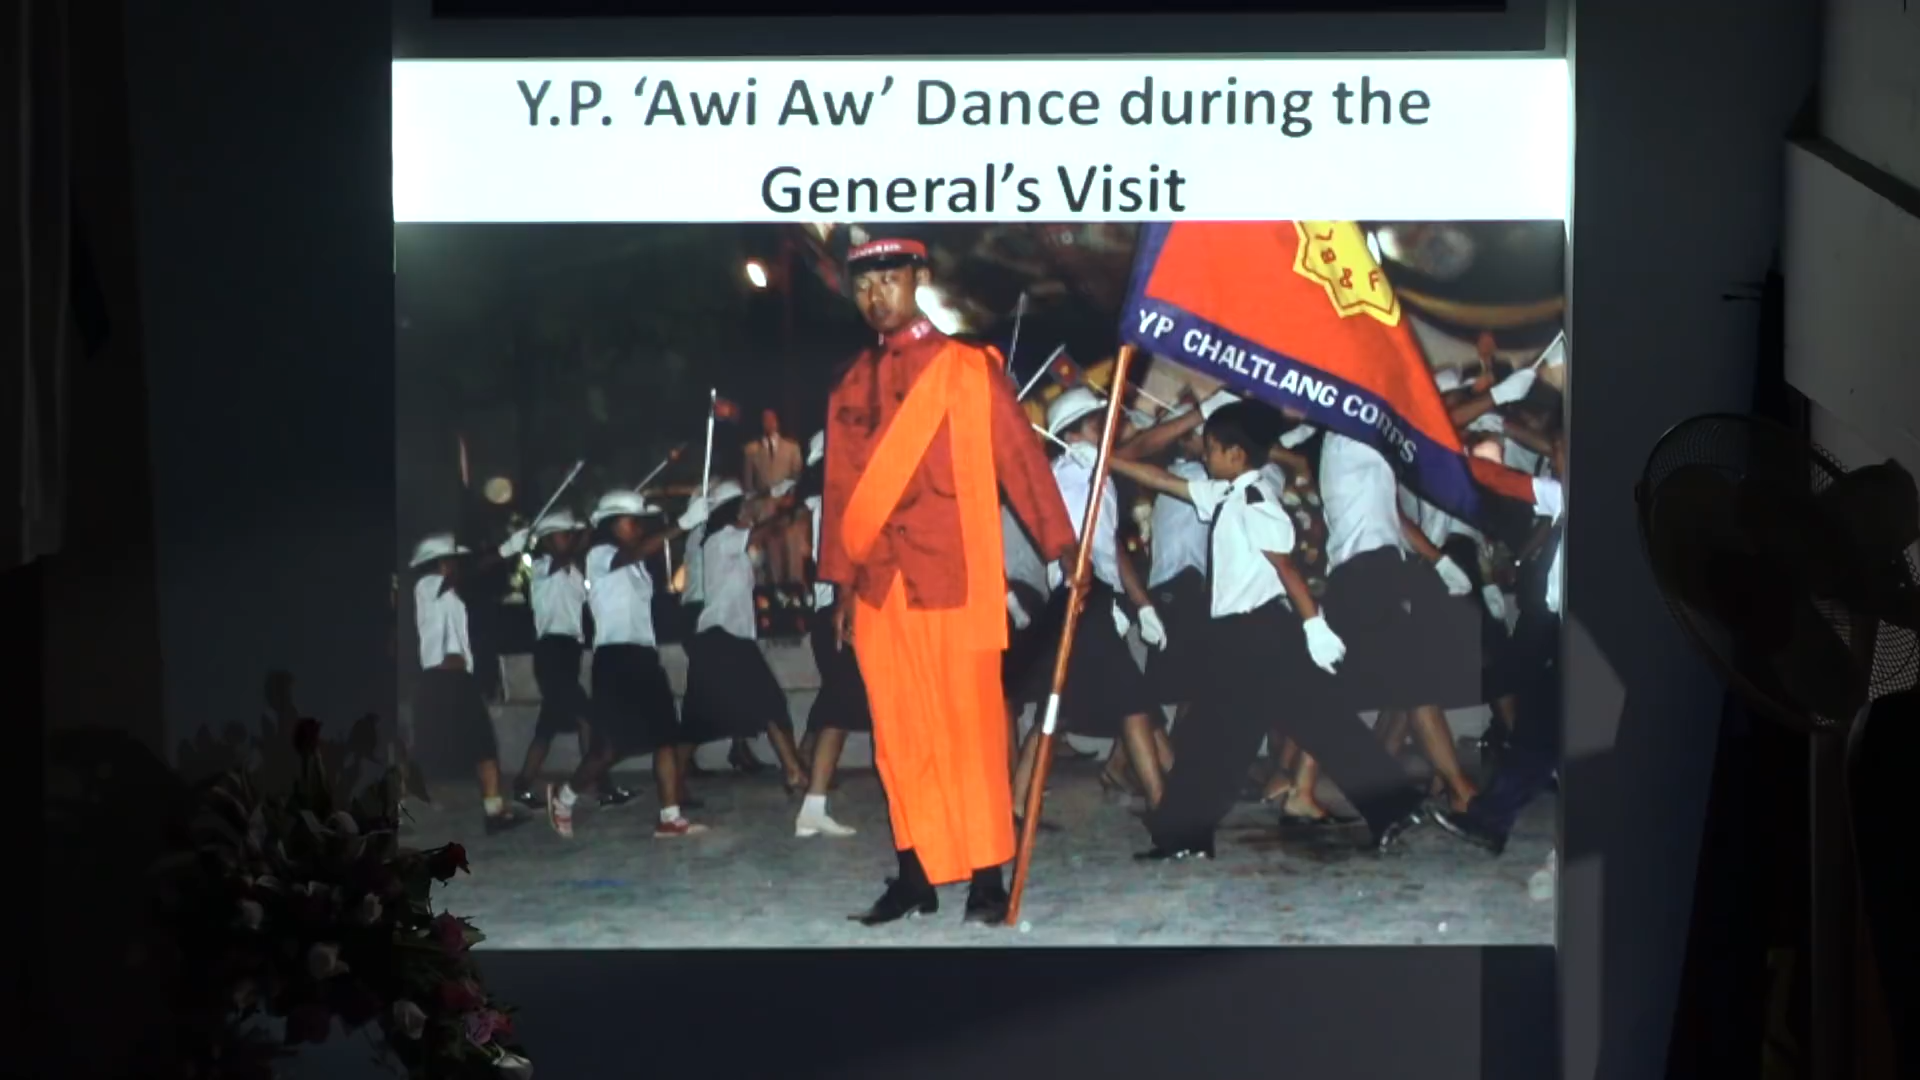 Y.P. ‘Awi Aw’ Dance during the
General’s Visit
B L
& F
YP CHALTLANG CORPS